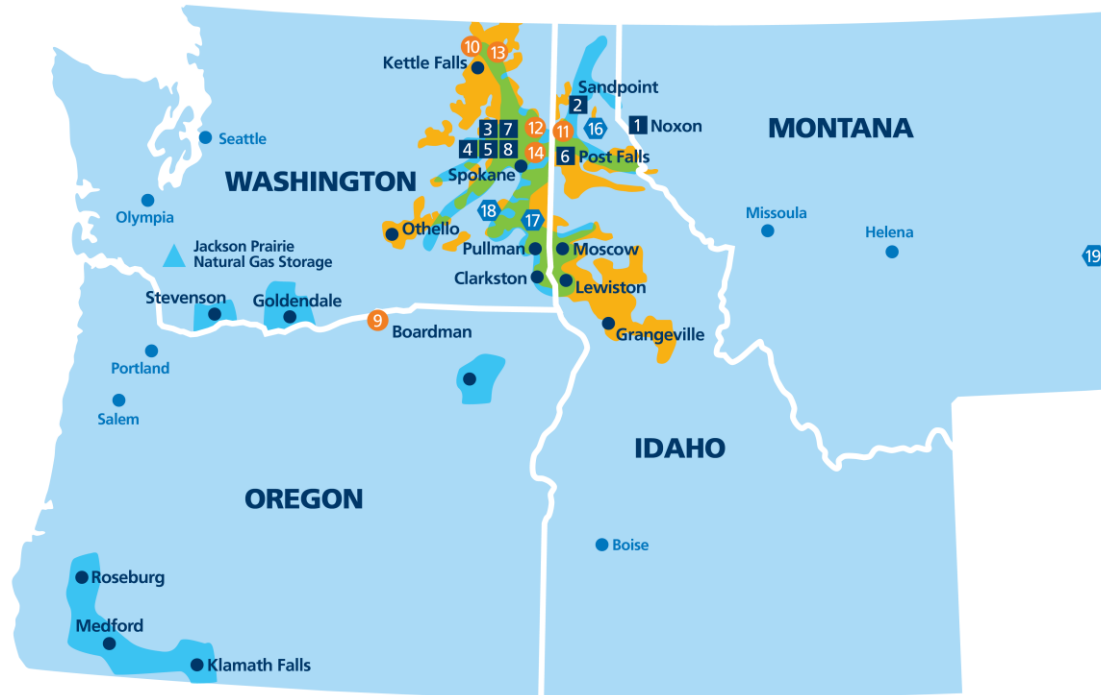 10
13
Kettle Falls
Sandpoint
2
3
7
12
11
16
1
Noxon
MONTANA
Seattle
4
5
8
14
6
Post Falls
Spokane
WASHINGTON
Olympia
18
17
Othello
Missoula
Helena
19
Jackson Prairie
Natural Gas Storage
Pullman
Moscow
Clarkston
Lewiston
Stevenson
Goldendale
9
Boardman
Grangeville
Portland
Salem
IDAHO
OREGON
Boise
Roseburg
Medford
Klamath Falls